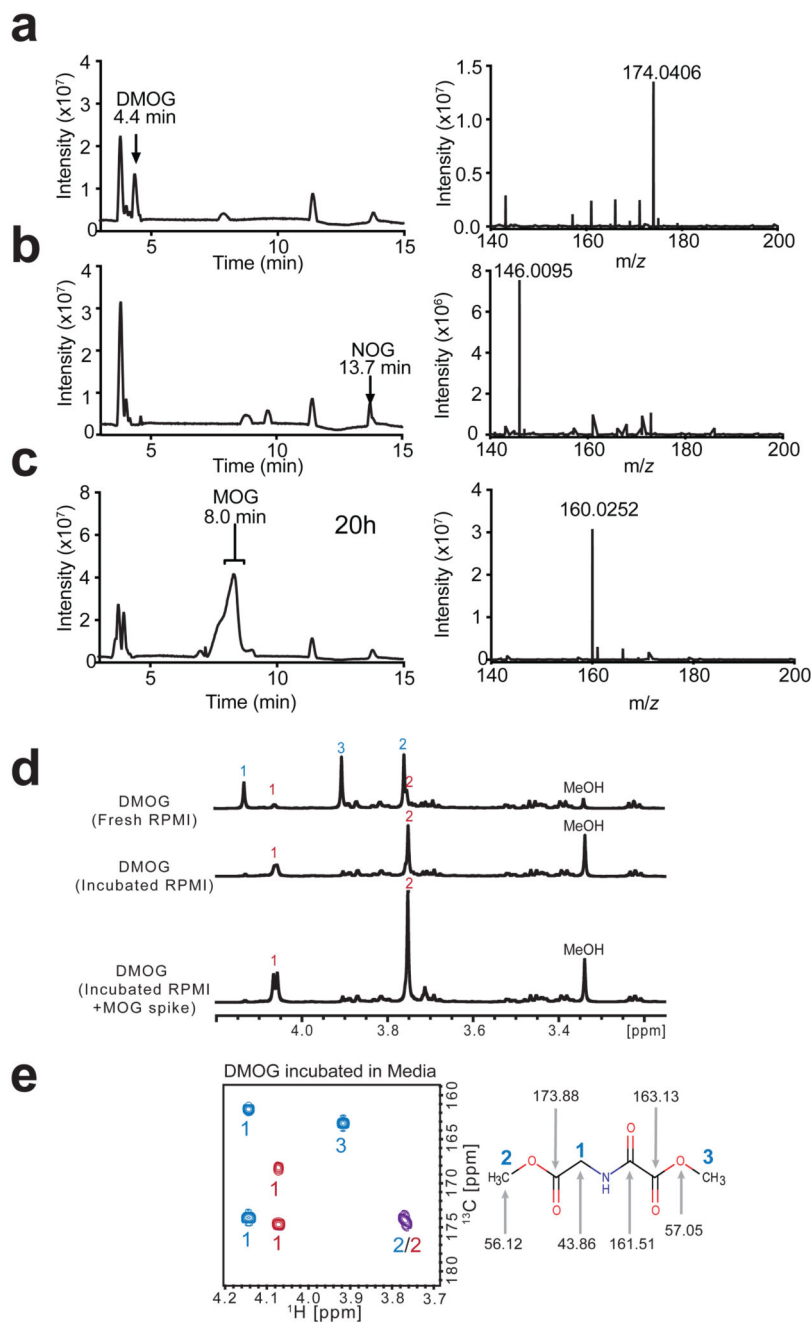 a
Intensity (x10⁷)
4
3
2
1
0
DMOG
4.4 min
5
10
15
Time (min)
Intensity (x10⁷)
1.5
1.0
0.5
0.0
174.0406
140
160
180
200
m/z
b
Intensity (x10⁷)
4
3
2
1
0
NOG
13.7 min
5
10
15
Time (min)
Intensity (x10⁶)
8
6
4
2
0
146.0095
140
160
180
200
m/z
c
Intensity (x10⁷)
8
6
4
2
0
MOG
8.0 min
20h
5
10
15
Time (min)
Intensity (x10⁷)
4
3
2
1
0
160.0252
140
160
180
200
m/z
d
DMOG
(Fresh RPMI)
1
1
3
2
2
MeOH
DMOG
(Incubated RPMI)
1
2
MeOH
DMOG
(Incubated RPMI
+MOG spike)
1
2
MeOH
4.0
3.8
3.6
3.4
[ppm]
e
DMOG incubated in Media
1
3
1
1
1
2/2
160
165
170
175
180
¹³C [ppm]
4.2
4.1
4.0
3.9
3.8
3.7
¹H [ppm]
173.88
163.13
2
1
3
O
O
O
H₃C
N
H
CH₃
O
O
56.12
43.86
161.51
57.05